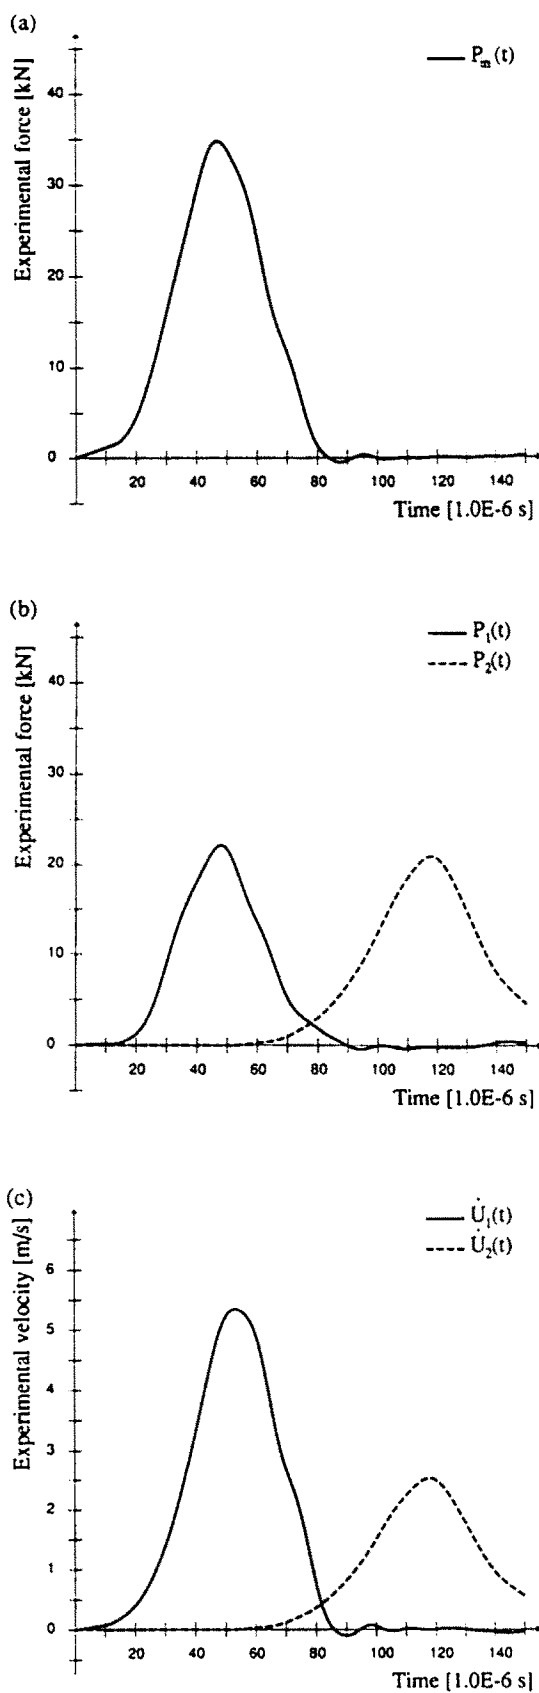 (a)
P_m(t)
Experimental force [kN]
40
30
20
10
0
20 40 60 80 100 120 140
Time [1.0E-6 s]
(b)
P_1(t)
P_2(t)
Experimental force [kN]
40
30
20
10
0
20 40 60 80 100 120 140
Time [1.0E-6 s]
(c)
U̇_1(t)
U̇_2(t)
Experimental velocity [m/s]
6
5
4
3
2
1
0
20 40 60 80 100 120 140
Time [1.0E-6 s]